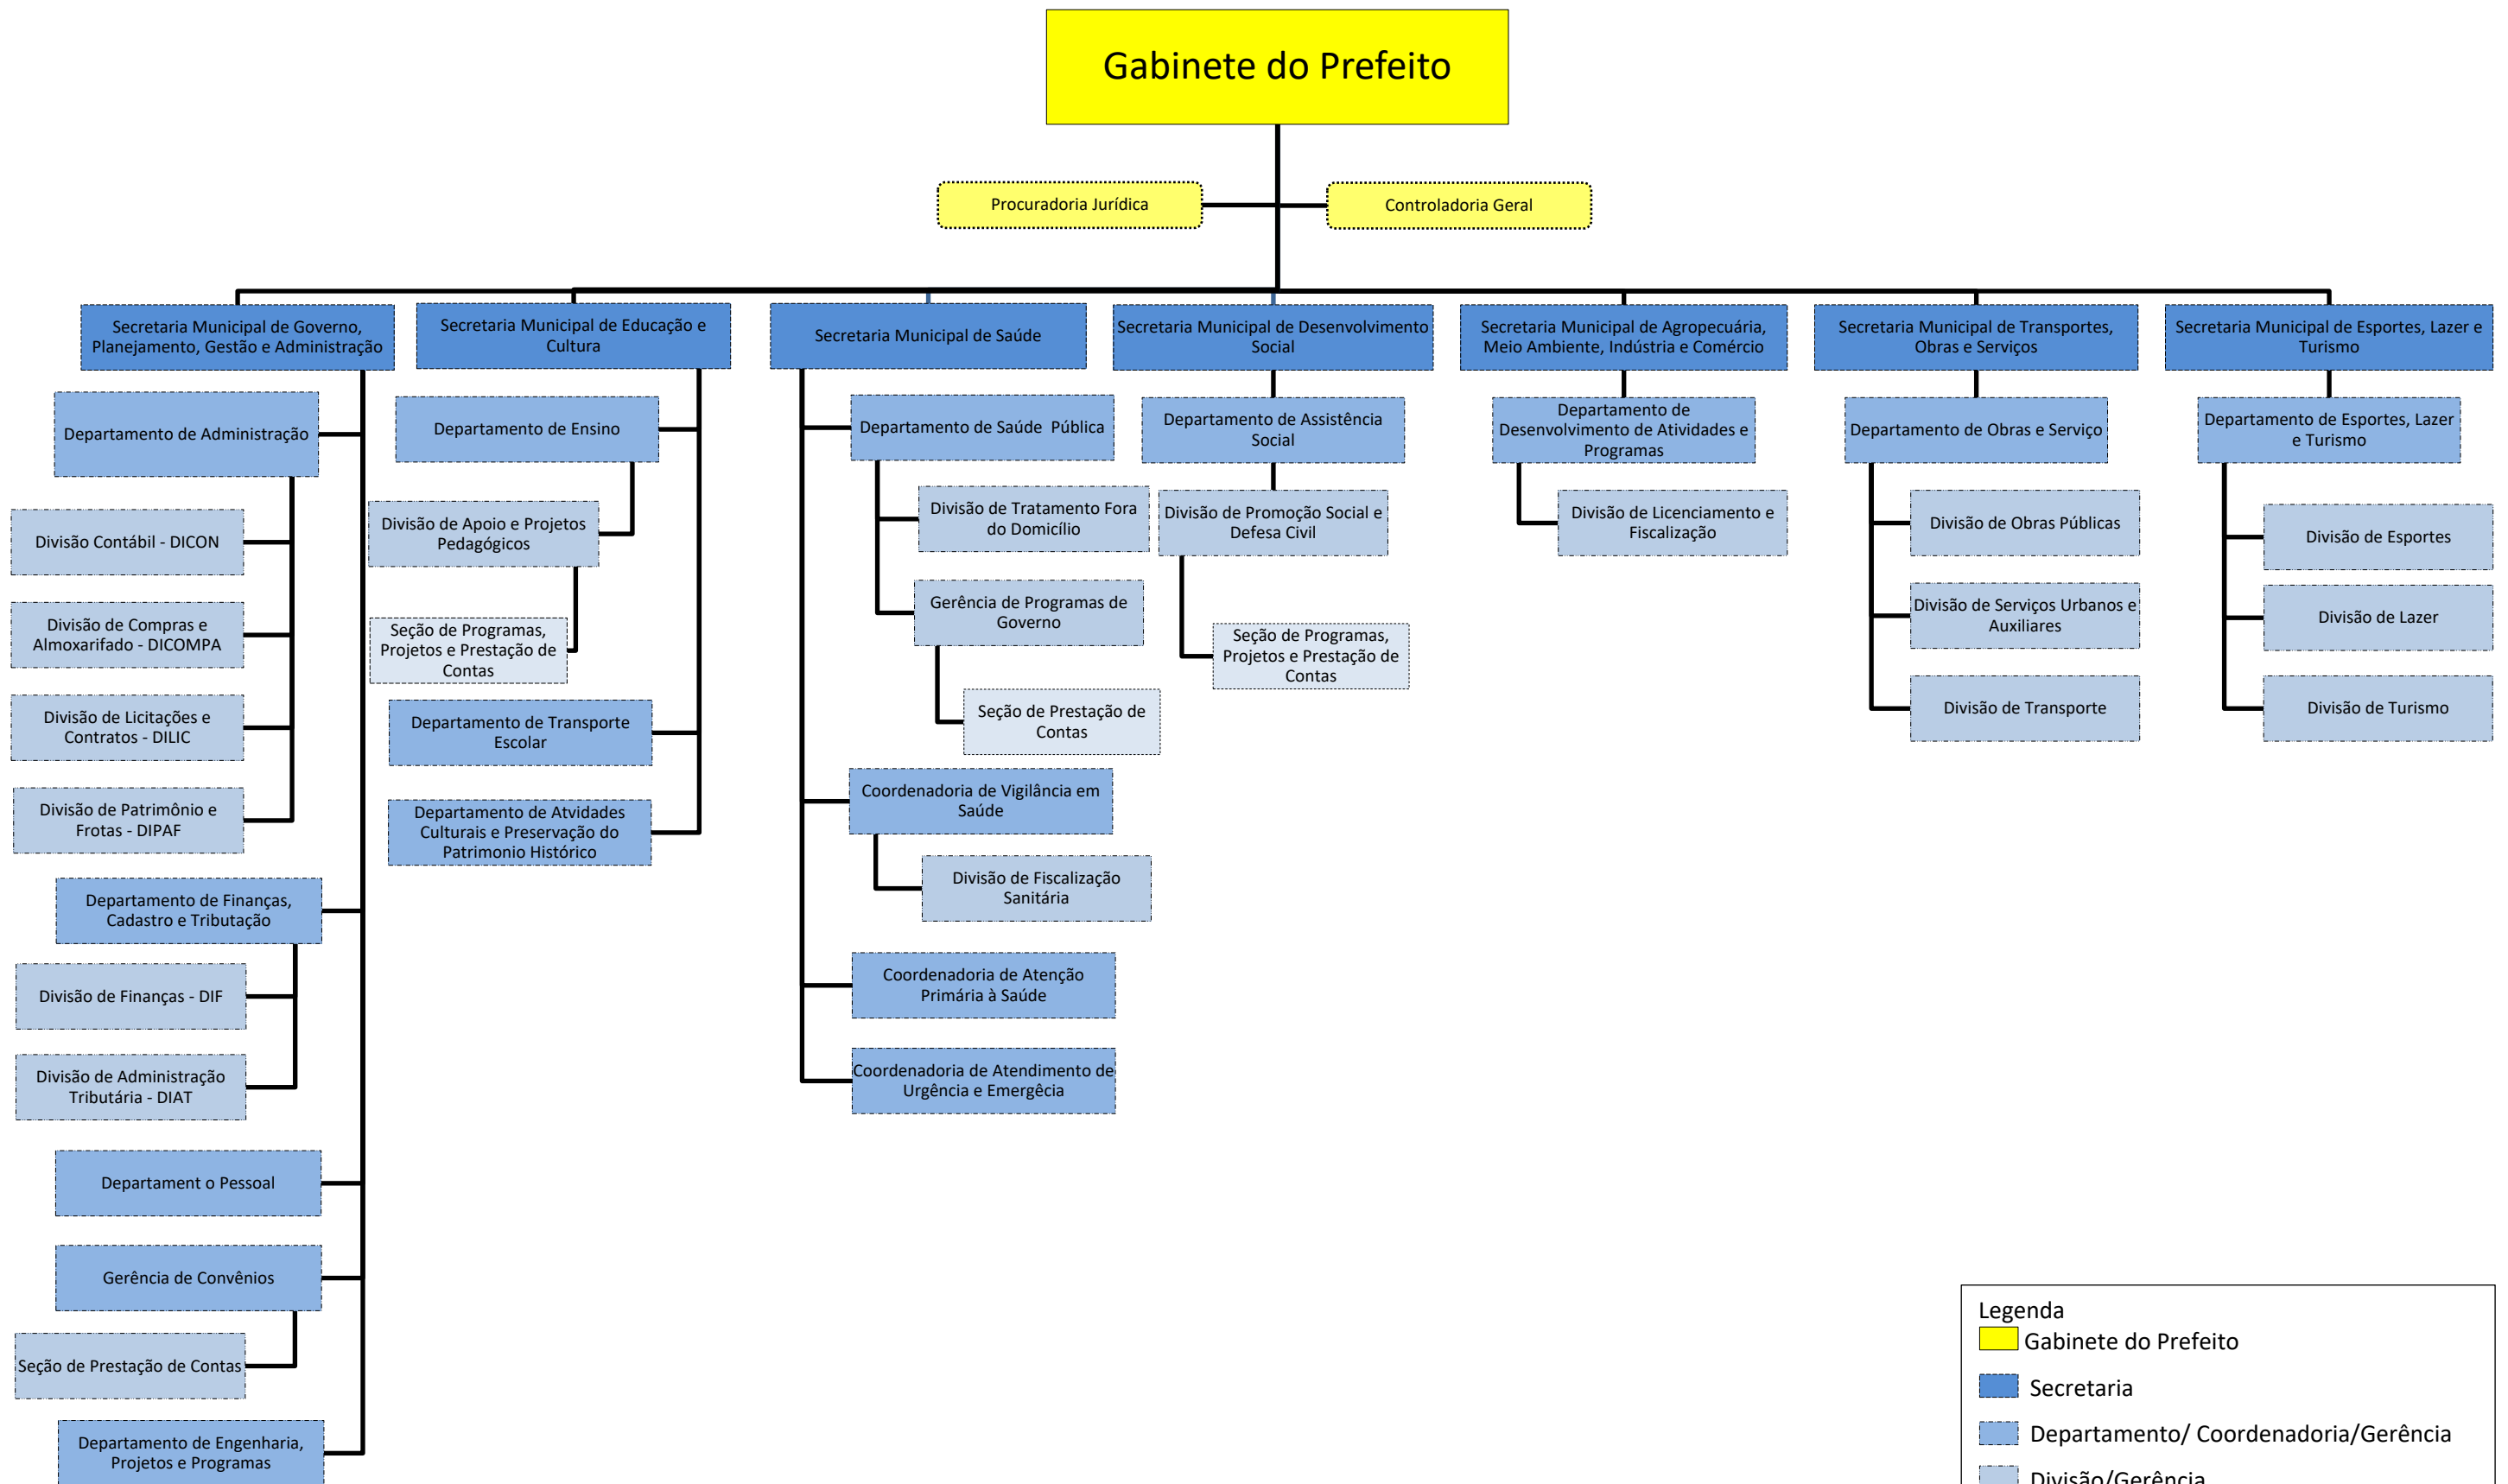 Gabinete do Prefeito
Procuradoria Jurídica
Controladoria Geral
Secretaria Municipal de Governo,
Planejamento, Gestão e Administração
Secretaria Municipal de Educação e
Cultura
Secretaria Municipal de Saúde
Secretaria Municipal de Desenvolvimento
Social
Secretaria Municipal de Agropecuária,
Meio Ambiente, Indústria e Comércio
Secretaria Municipal de Transportes,
Obras e Serviços
Secretaria Municipal de Esportes, Lazer e
Turismo
Departamento de Administração
Divisão Contábil - DICON
Divisão de Compras e
Almoxarifado - DICOMPA
Divisão de Licitações e
Contratos - DILIC
Divisão de Patrimônio e
Frotas - DIPAF
Departamento de Finanças,
Cadastro e Tributação
Divisão de Finanças - DIF
Divisão de Administração
Tributária - DIAT
Departament o Pessoal
Gerência de Convênios
Seção de Prestação de Contas
Departamento de Engenharia,
Projetos e Programas
Departamento de Ensino
Divisão de Apoio e Projetos
Pedagógicos
Seção de Programas,
Projetos e Prestação de
Contas
Departamento de Transporte
Escolar
Departamento de Atvidades
Culturais e Preservação do
Patrimonio Histórico
Departamento de Saúde  Pública
Divisão de Tratamento Fora
do Domicílio
Gerência de Programas de
Governo
Seção de Prestação de
Contas
Coordenadoria de Vigilância em
Saúde
Divisão de Fiscalização
Sanitária
Coordenadoria de Atenção
Primária à Saúde
Coordenadoria de Atendimento de
Urgência e Emergêcia
Departamento de Assistência
Social
Divisão de Promoção Social e
Defesa Civil
Seção de Programas,
Projetos e Prestação de
Contas
Departamento de
Desenvolvimento de Atividades e
Programas
Divisão de Licenciamento e
Fiscalização
Departamento de Obras e Serviço
Divisão de Obras Públicas
Divisão de Serviços Urbanos e
Auxiliares
Divisão de Transporte
Departamento de Esportes, Lazer
e Turismo
Divisão de Esportes
Divisão de Lazer
Divisão de Turismo
Legenda
Gabinete do Prefeito
Secretaria
Departamento/ Coordenadoria/Gerência
Divisão/Gerência